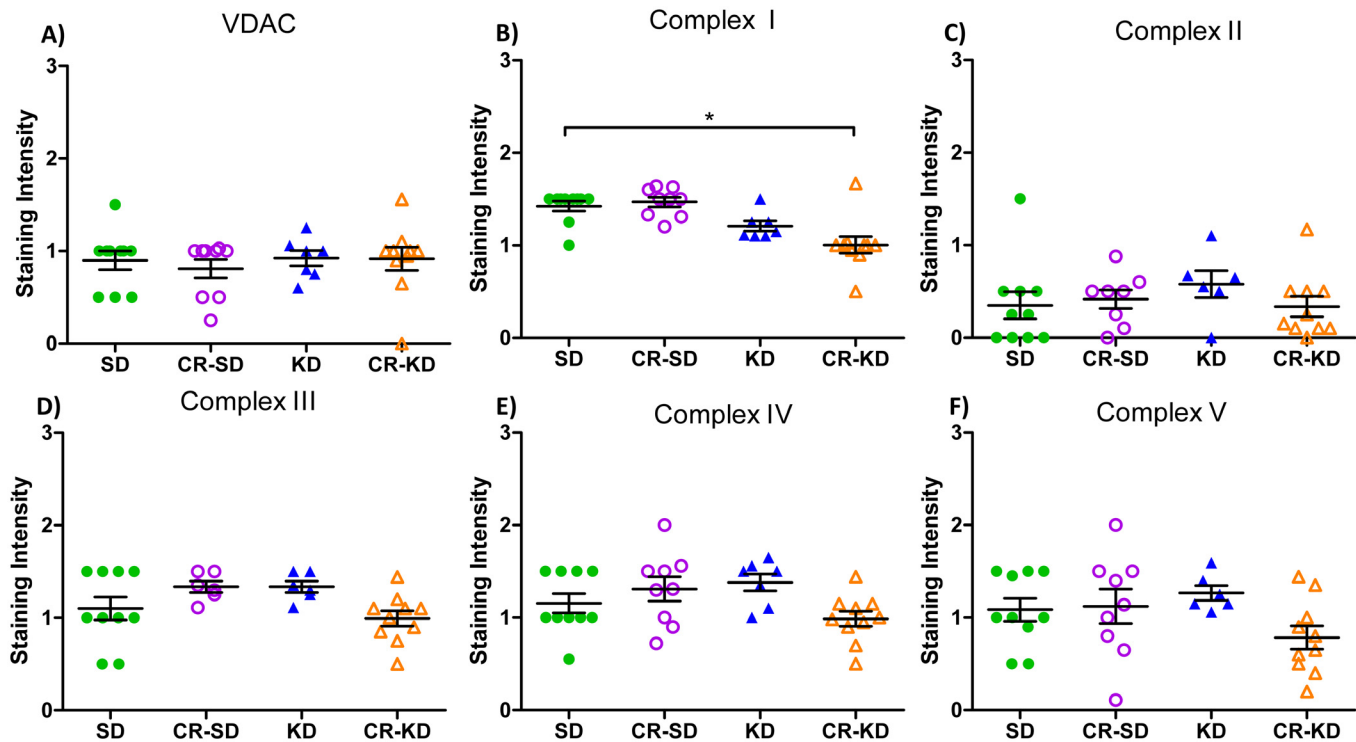 A) VDAC
Staining Intensity
3
2
1
0
SD CR-SD KD CR-KD
B) Complex I
Staining Intensity
3
2
1
0
*
SD CR-SD KD CR-KD
C) Complex II
Staining Intensity
3
2
1
0
SD CR-SD KD CR-KD
D) Complex III
Staining Intensity
3
2
1
0
SD CR-SD KD CR-KD
E) Complex IV
Staining Intensity
3
2
1
0
SD CR-SD KD CR-KD
F) Complex V
Staining Intensity
3
2
1
0
SD CR-SD KD CR-KD